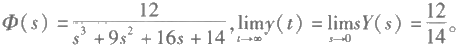 Φ(s) = 12 / (s³ + 9s² + 16s + 14), lim_{t→∞} y(t) = lim_{s→0} sY(s) = 12/14。